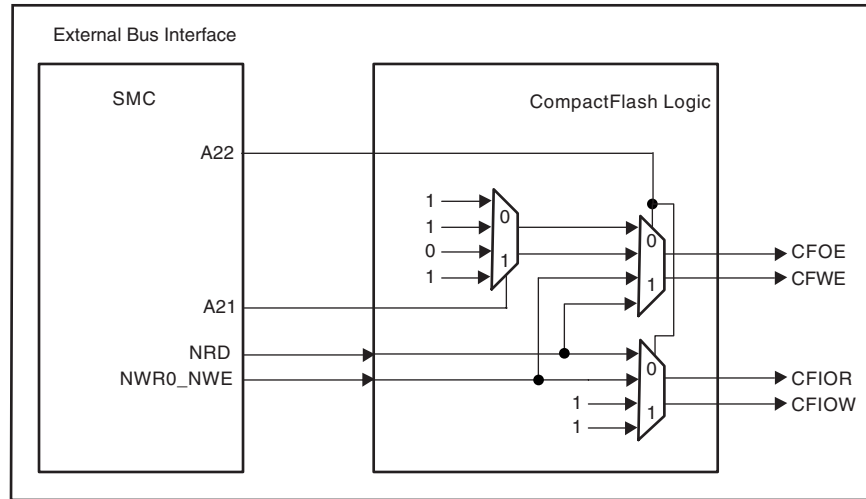 External Bus Interface
SMC
CompactFlash Logic
A22
1
1
0
1
0
1
0
1
CFOE
CFWE
A21
NRD
NWR0_NWE
0
1
1
1
CFIOR
CFIOW